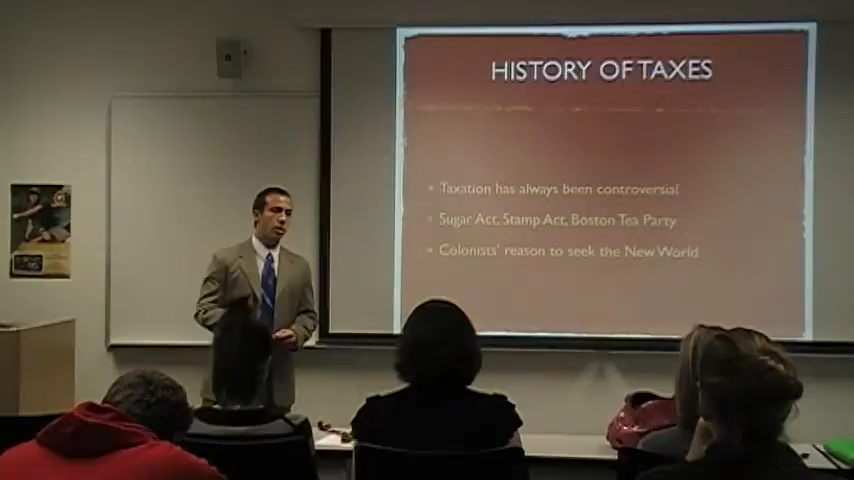 HISTORY OF TAXES
Taxation has always been controversial
Sugar Act, Stamp Act, Boston Tea Party
Colonists' reason to seek the New World